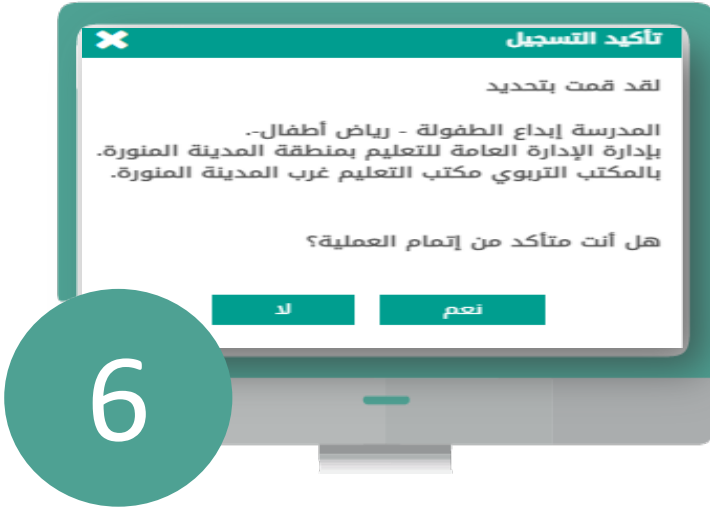 تأكيد التسجيل
لقد قمت بتحديد
المدرسة إبداع الطفولة - رياض أطفال-.
بإدارة الإدارة العامة للتعليم بمنطقة المدينة المنورة.
بالمكتب التربوي مكتب التعليم غرب المدينة المنورة.
هل أنت متأكد من إتمام العملية؟
نعم
لا
6